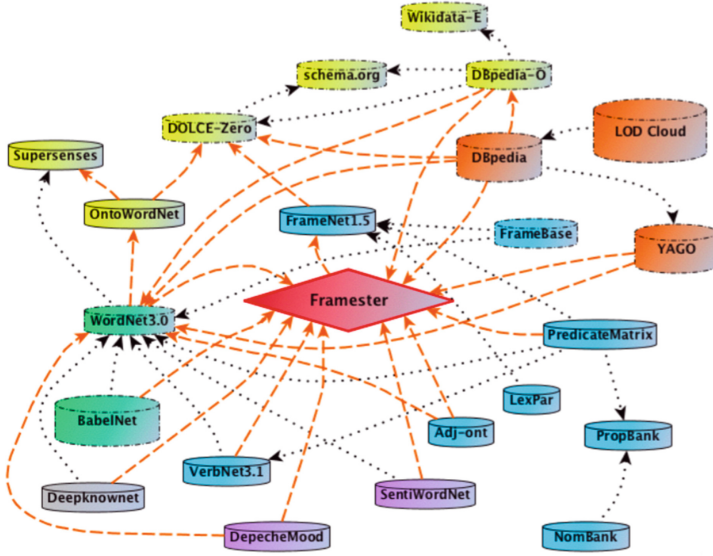 Wikidata-E
schema.org
DBpedia-O
DOLCE-Zero
LOD Cloud
Supersenses
DBpedia
OntoWordNet
FrameNet1.5
FrameBase
YAGO
Framester
WordNet3.0
PredicateMatrix
LexPar
BabelNet
Adj-ont
PropBank
VerbNet3.1
Deepknownet
SentiWordNet
DepecheMood
NomBank